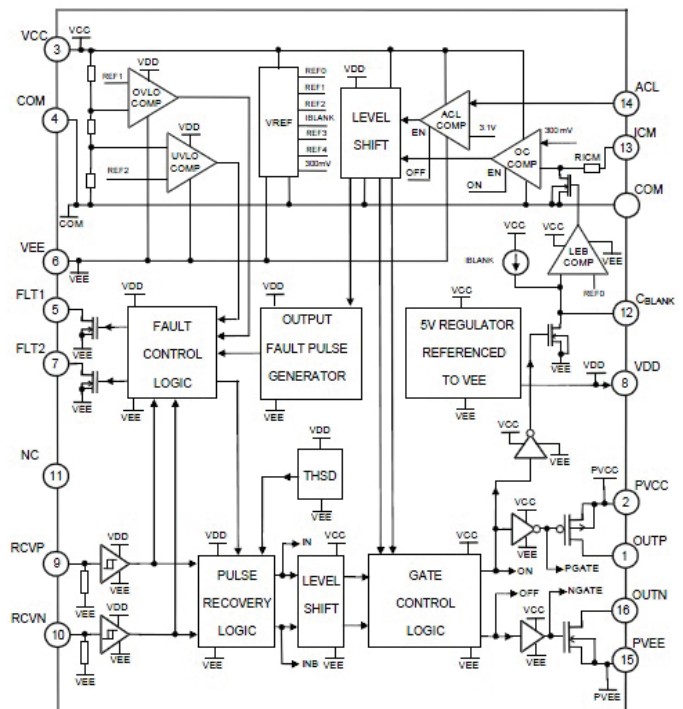 VCC
VCC
3
REF1
VDD
OVLO
COMP
VDD
UVLO
COMP
REF2
COM
4
COM
VREF
REF0
REF1
REF2
IBLANK
REF3
REF4
300mV
VDD
LEVEL
SHIFT
ACL
COMP
EN
3.1V
OFF
OC
COMP
EN
ON
300mV
RICM
ACL
14
ICM
13
COM
VEE
6
VEE
VCC
IBLANK
VCC
LEB
COMP
VEE
REF0
CBLANK
12
VEE
FLT1
5
VEE
FLT2
7
VEE
VDD
FAULT
CONTROL
LOGIC
VEE
VDD
OUTPUT
FAULT PULSE
GENERATOR
VEE
VCC
5V REGULATOR
REFERENCED
TO VEE
VEE
VDD
VDD
8
VCC
VEE
NC
11
VDD
THSD
VEE
PVCC
PVCC
2
VCC
VEE
PGATE
OUTP
1
RCVP
9
VDD
VEE
VEE
RCVN
10
VDD
VEE
VEE
VDD
PULSE
RECOVERY
LOGIC
VEE
IN
INB
VCC
LEVEL
SHIFT
VEE
VCC
GATE
CONTROL
LOGIC
VEE
ON
OFF
VCC
VEE
NGATE
OUTN
16
PVEE
15
PVEE